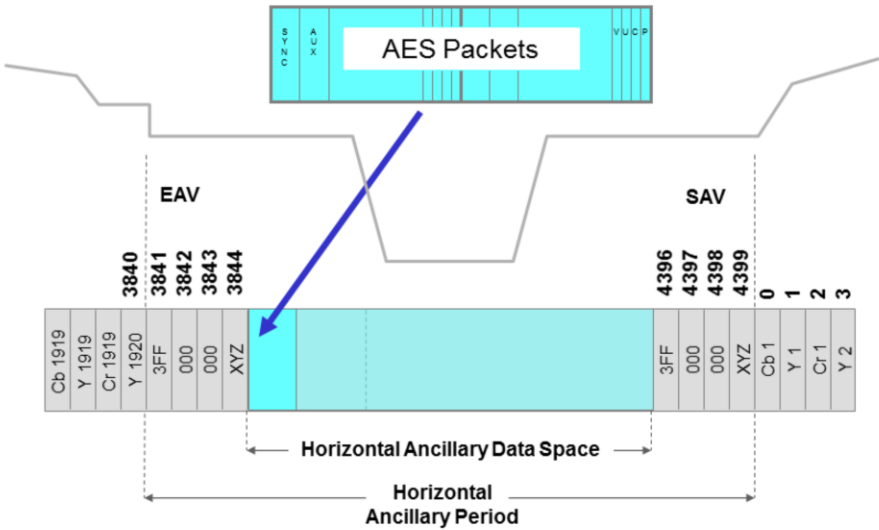 SYNC
AUX
AES Packets
V U C P
EAV
SAV
3840 3841 3842 3843 3844
4396 4397 4398 4399 0 1 2 3
Cb 1919 Y 1919 Cr 1919 Y 1920 3FF 000 000 XYZ
3FF 000 000 XYZ Cb 1 Y 1 Cr 1 Y 2
Horizontal Ancillary Data Space
Horizontal
Ancillary Period